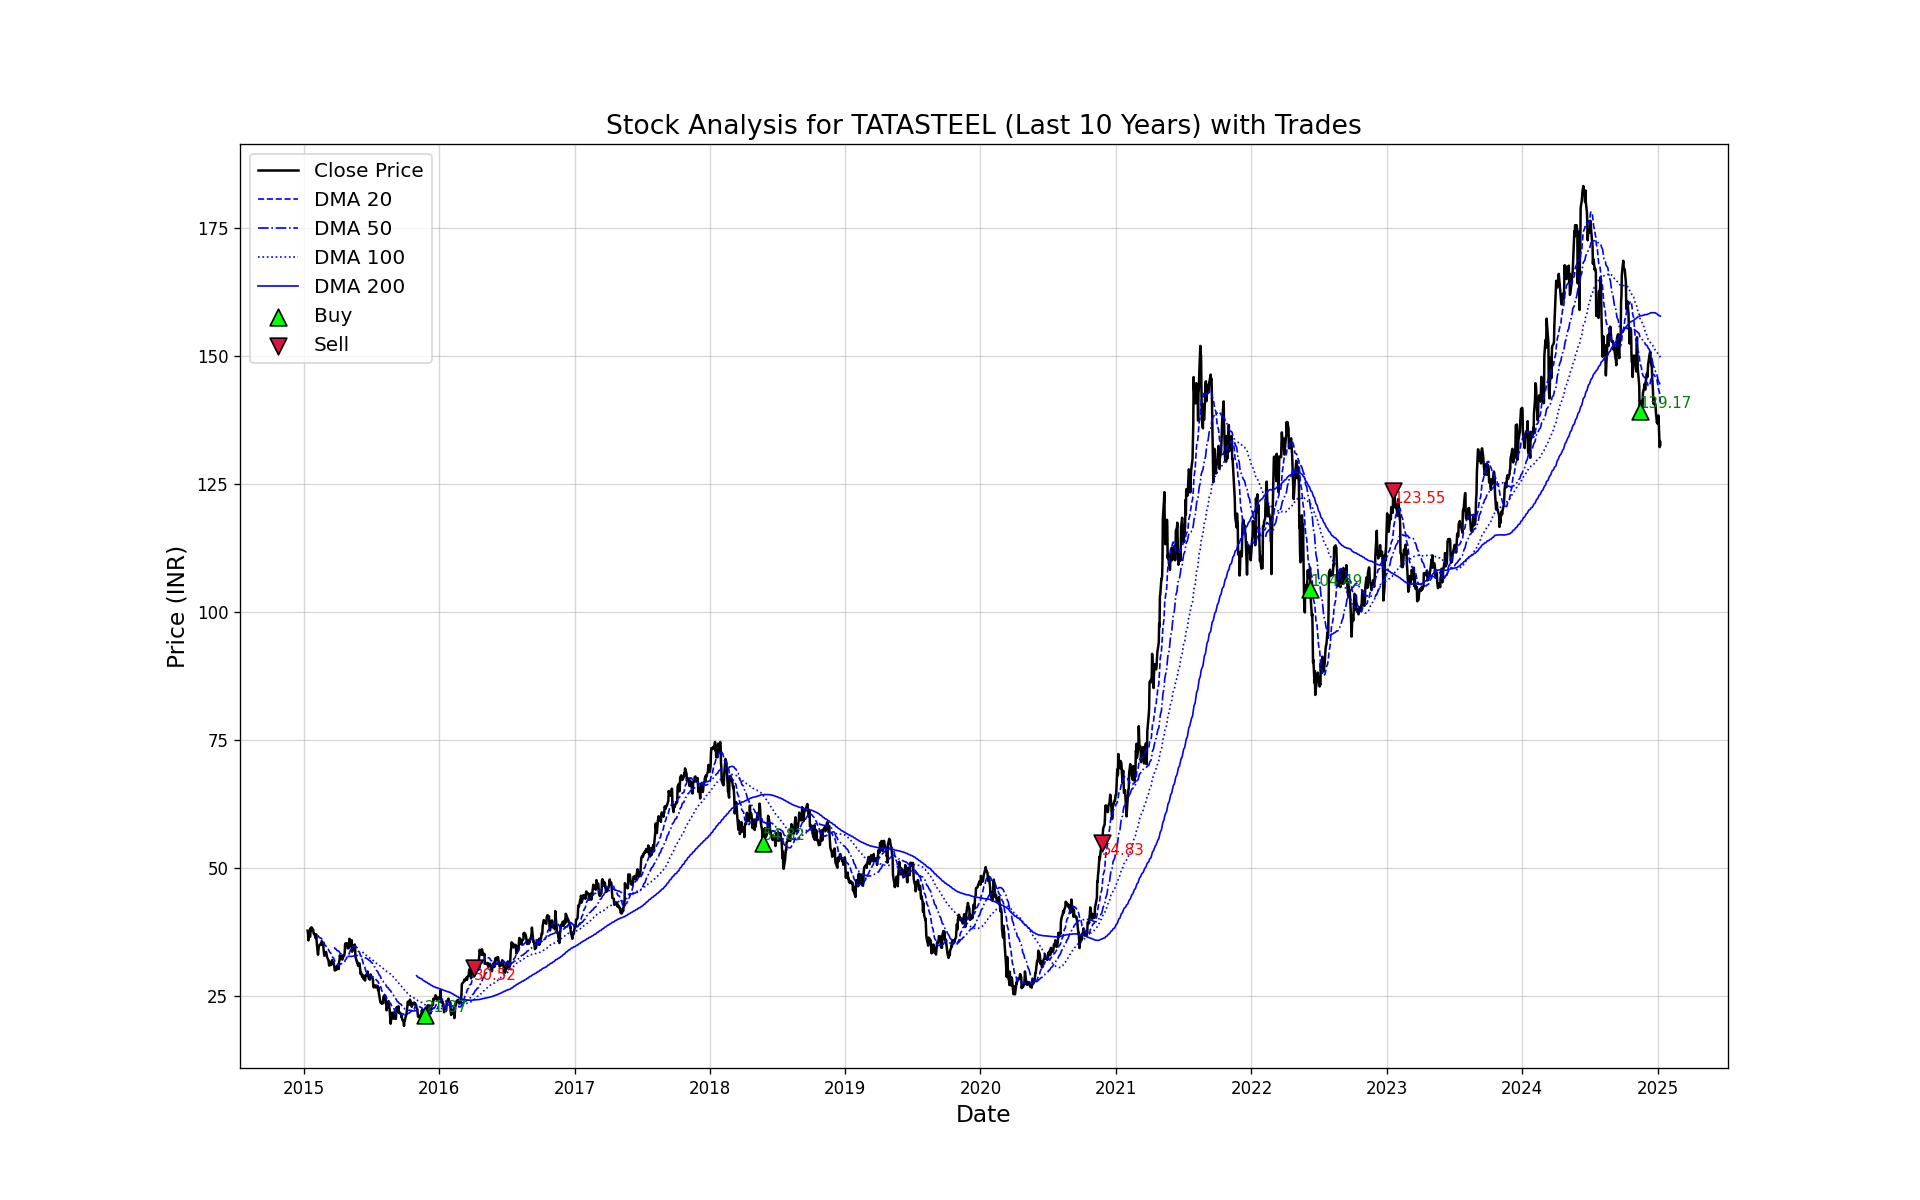 Stock Analysis for TATASTEEL (Last 10 Years) with Trades
Close Price
DMA 20
DMA 50
DMA 100
DMA 200
Buy
Sell
Price (INR)
175
150
125
100
75
50
25
139.17
123.55
54.83
30.52
2015
2016
2017
2018
2019
2020
2021
2022
2023
2024
2025
Date